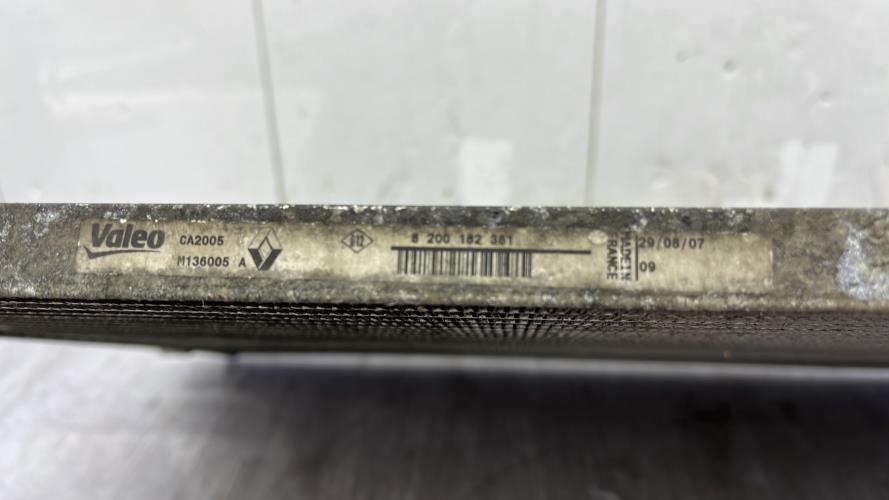 Valeo
CA2005
M136005 A
8 200 182 381
MADE IN
FRANCE
29/08/07
09